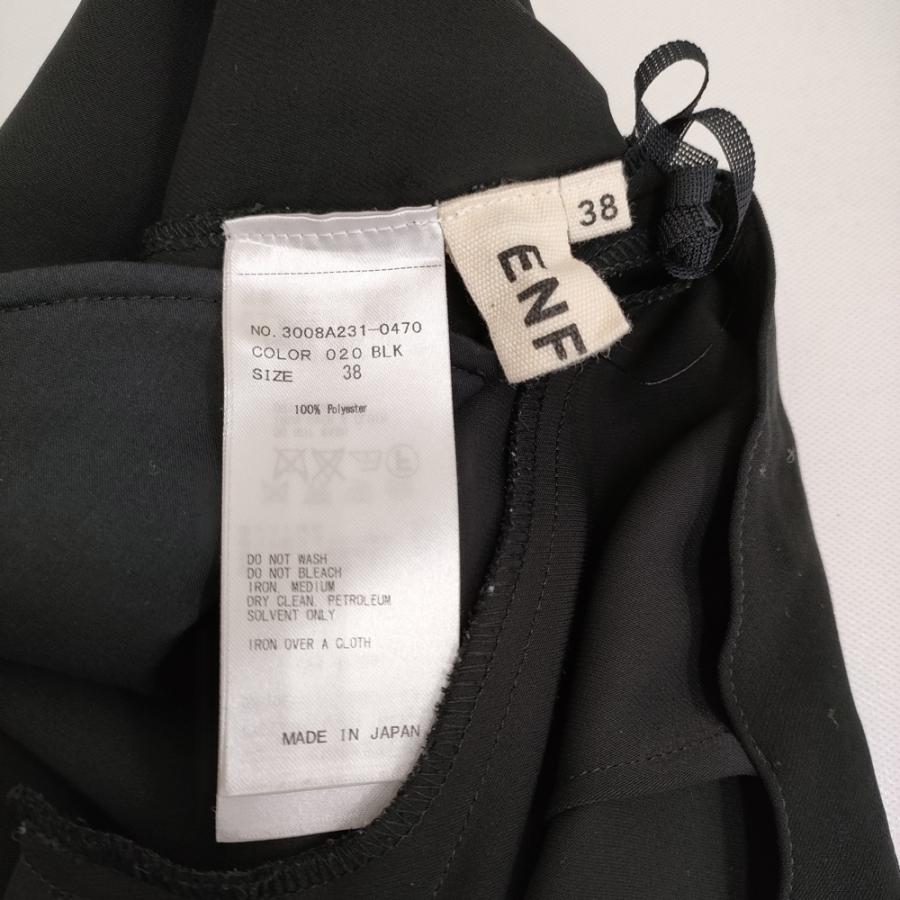 38
ENF
NO. 3008A231-0470
COLOR 020 BLK
SIZE 38
100% Polyester
DO NOT WASH
DO NOT BLEACH
IRON, MEDIUM
DRY CLEAN, PETROLEUM
SOLVENT ONLY
IRON OVER A CLOTH
MADE IN JAPAN